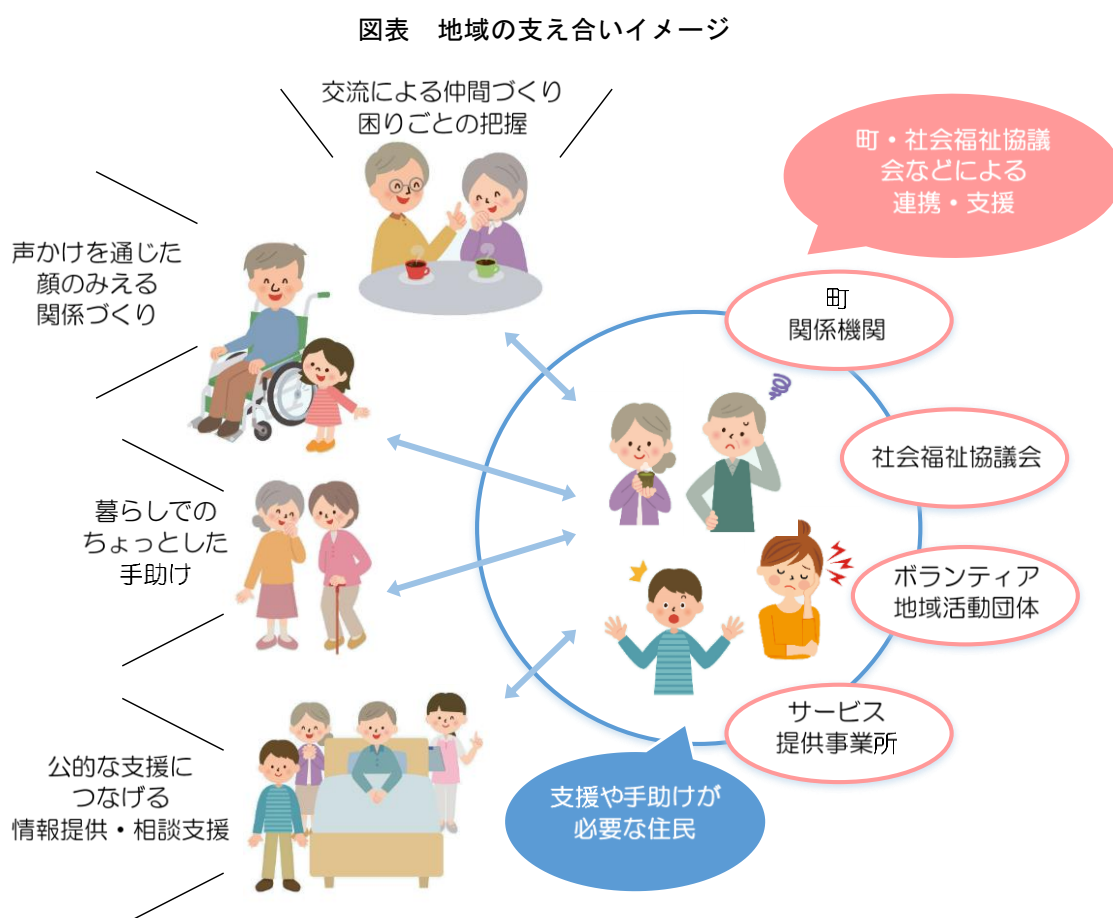 図表　地域の支え合いイメージ
交流による仲間づくり
困りごとの把握
町・社会福祉協議
会などによる
連携・支援
声かけを通じた
顔のみえる
関係づくり
町
関係機関
社会福祉協議会
暮らしでの
ちょっとした
手助け
ボランティア
地域活動団体
サービス
提供事業所
公的な支援に
つなげる
情報提供・相談支援
支援や手助けが
必要な住民